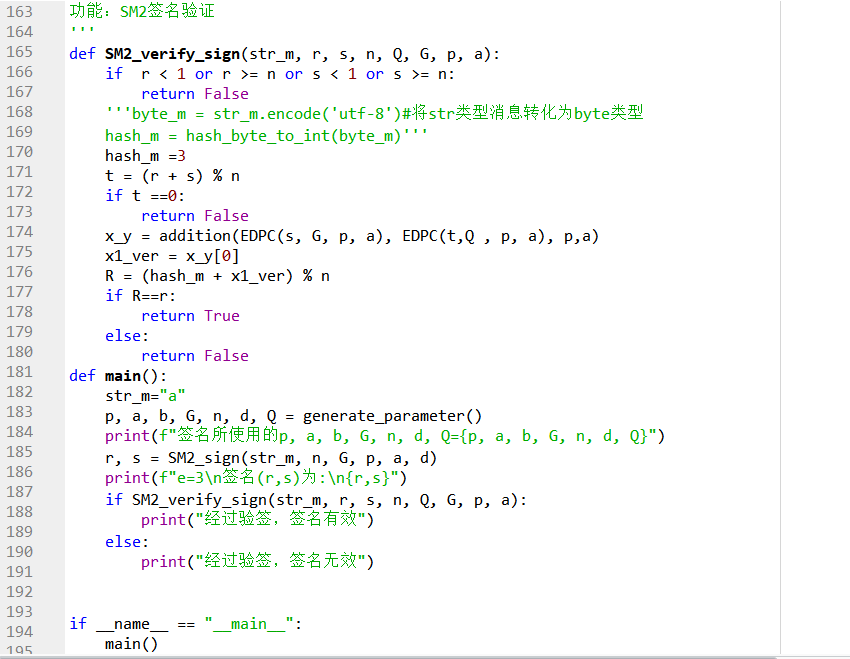 163 功能：SM2签名验证
164 '''
165 def SM2_verify_sign(str_m, r, s, n, Q, G, p, a):
166     if  r < 1 or r >= n or s < 1 or s >= n:
167         return False
168     '''byte_m = str_m.encode('utf-8')#将str类型消息转化为byte类型
169     hash_m = hash_byte_to_int(byte_m)'''
170     hash_m =3
171     t = (r + s) % n
172     if t ==0:
173         return False
174     x_y = addition(EDPC(s, G, p, a), EDPC(t,Q , p, a), p,a)
175     x1_ver = x_y[0]
176     R = (hash_m + x1_ver) % n
177     if R==r:
178         return True
179     else:
180         return False
181 def main():
182     str_m="a"
183     p, a, b, G, n, d, Q = generate_parameter()
184     print(f"签名所使用的p, a, b, G, n, d, Q={p, a, b, G, n, d, Q}")
185     r, s = SM2_sign(str_m, n, G, p, a, d)
186     print(f"e=3\n签名(r,s)为:\n{r,s}")
187     if SM2_verify_sign(str_m, r, s, n, Q, G, p, a):
188         print("经过验签，签名有效")
189     else:
190         print("经过验签，签名无效")
191
192
193 if __name__ == "__main__":
194     main()
195